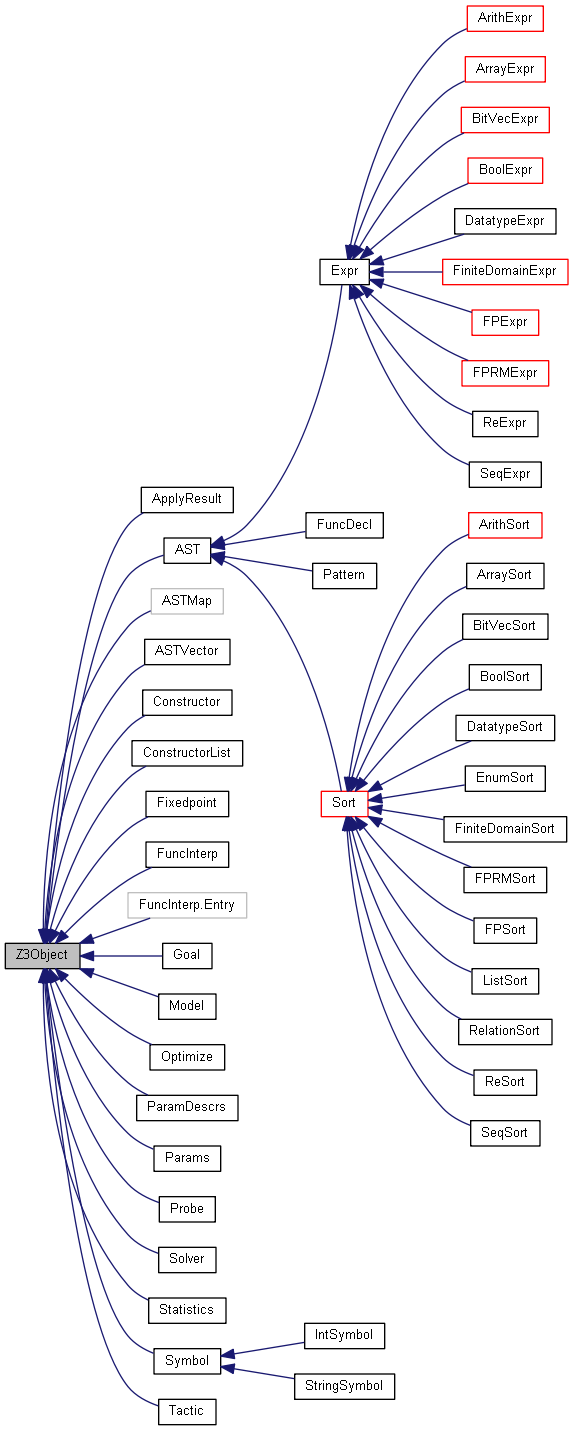 ArithExpr
ArrayExpr
BitVecExpr
BoolExpr
DatatypeExpr
Expr
FiniteDomainExpr
FPExpr
FPRMExpr
ReExpr
SeqExpr
ApplyResult
ArithSort
FuncDecl
AST
Pattern
ArraySort
ASTMap
BitVecSort
ASTVector
BoolSort
Constructor
DatatypeSort
ConstructorList
EnumSort
Fixedpoint
Sort
FiniteDomainSort
FuncInterp
FPRMSort
FuncInterp.Entry
FPSort
Z3Object
Goal
ListSort
Model
RelationSort
Optimize
ReSort
ParamDescrs
SeqSort
Params
Probe
Solver
Statistics
IntSymbol
Symbol
StringSymbol
Tactic